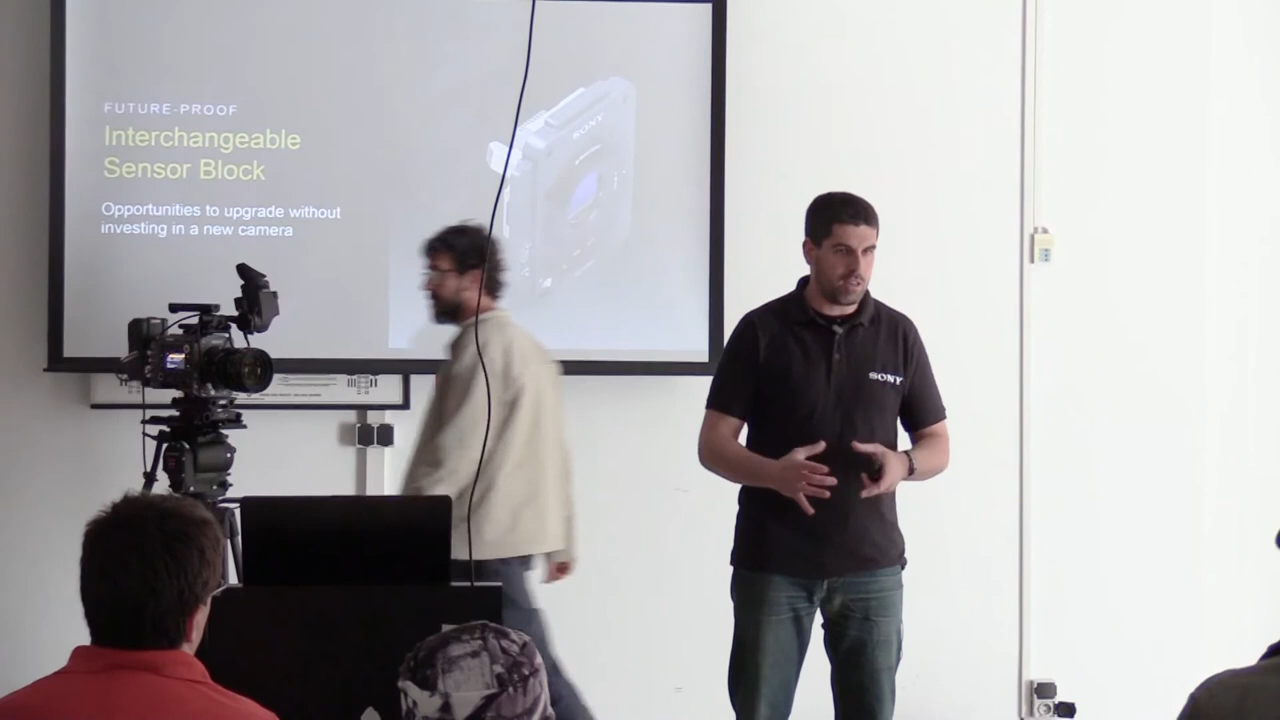 FUTURE-PROOF
Interchangeable
Sensor Block
Opportunities to upgrade without
investing in a new camera
SONY
SONY